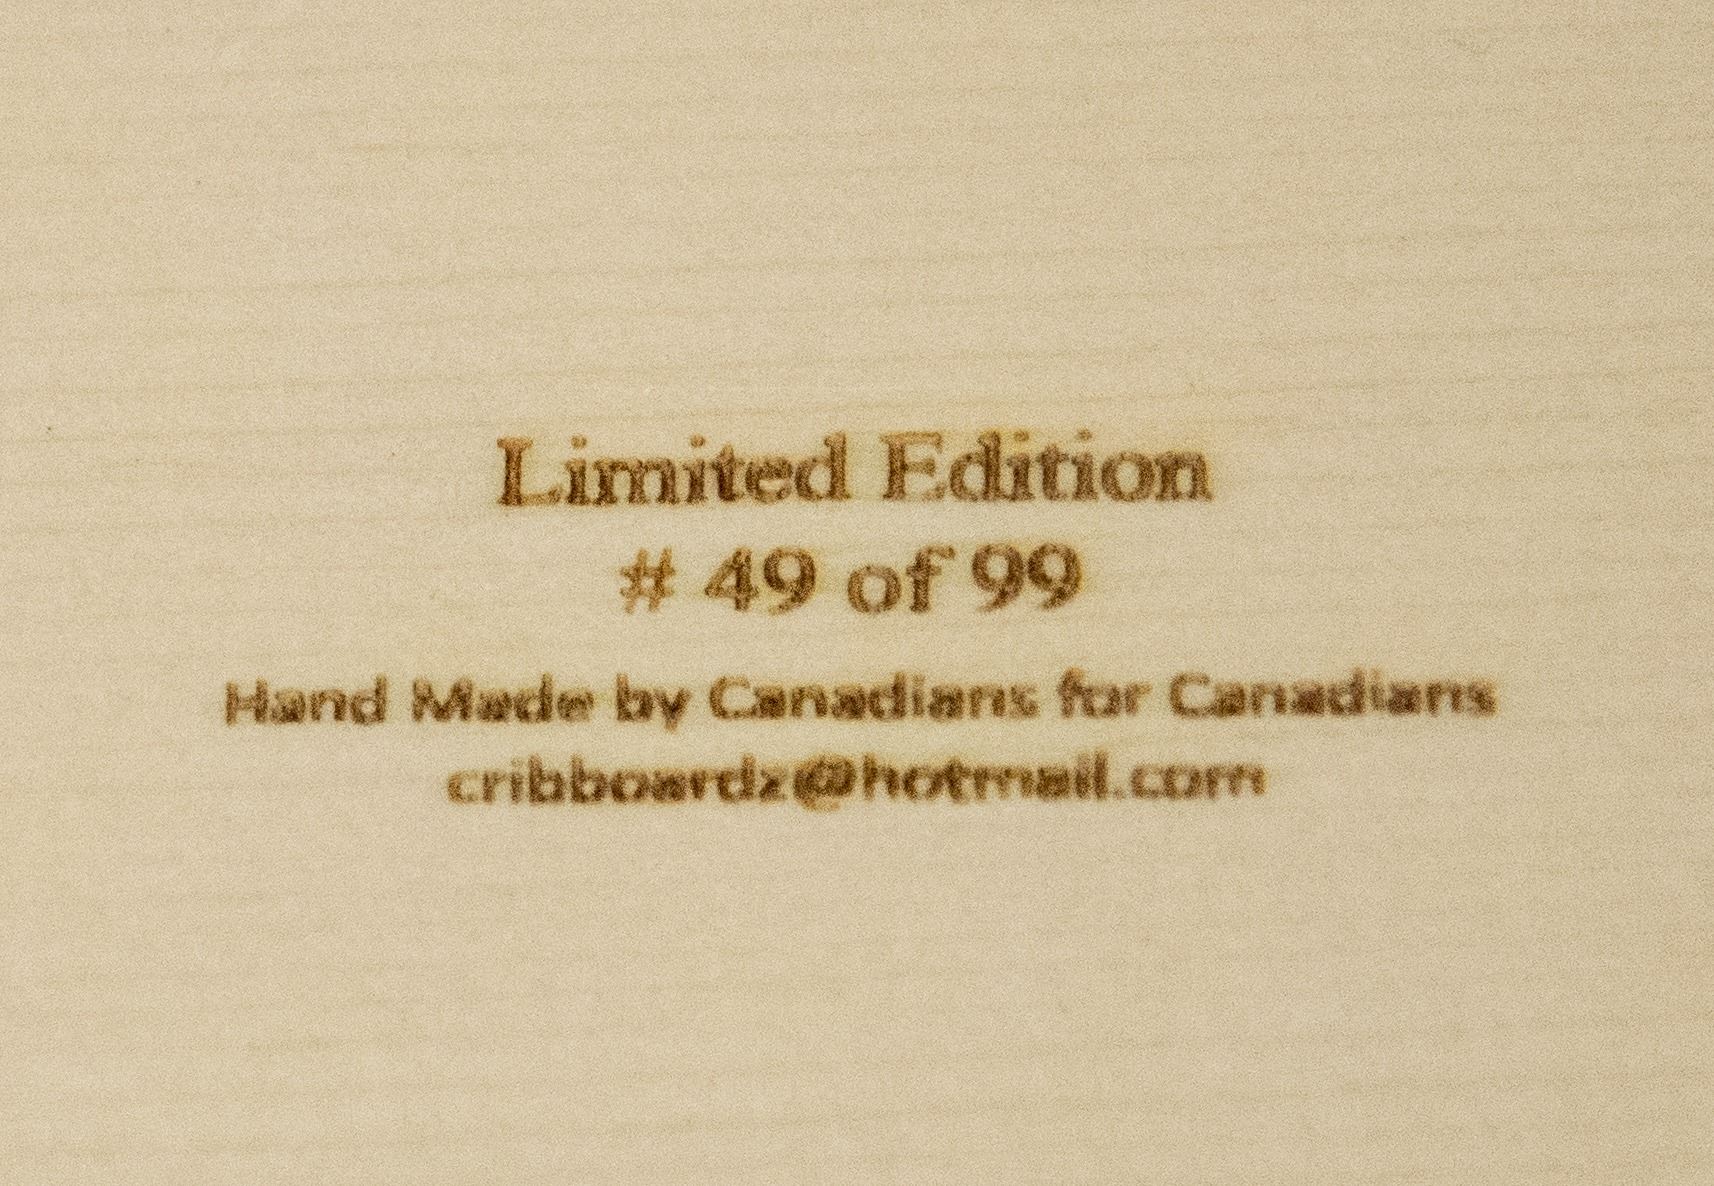 Limited Edition
# 49 of 99
Hand Made by Canadians for Canadians
cribboardz@hotmail.com